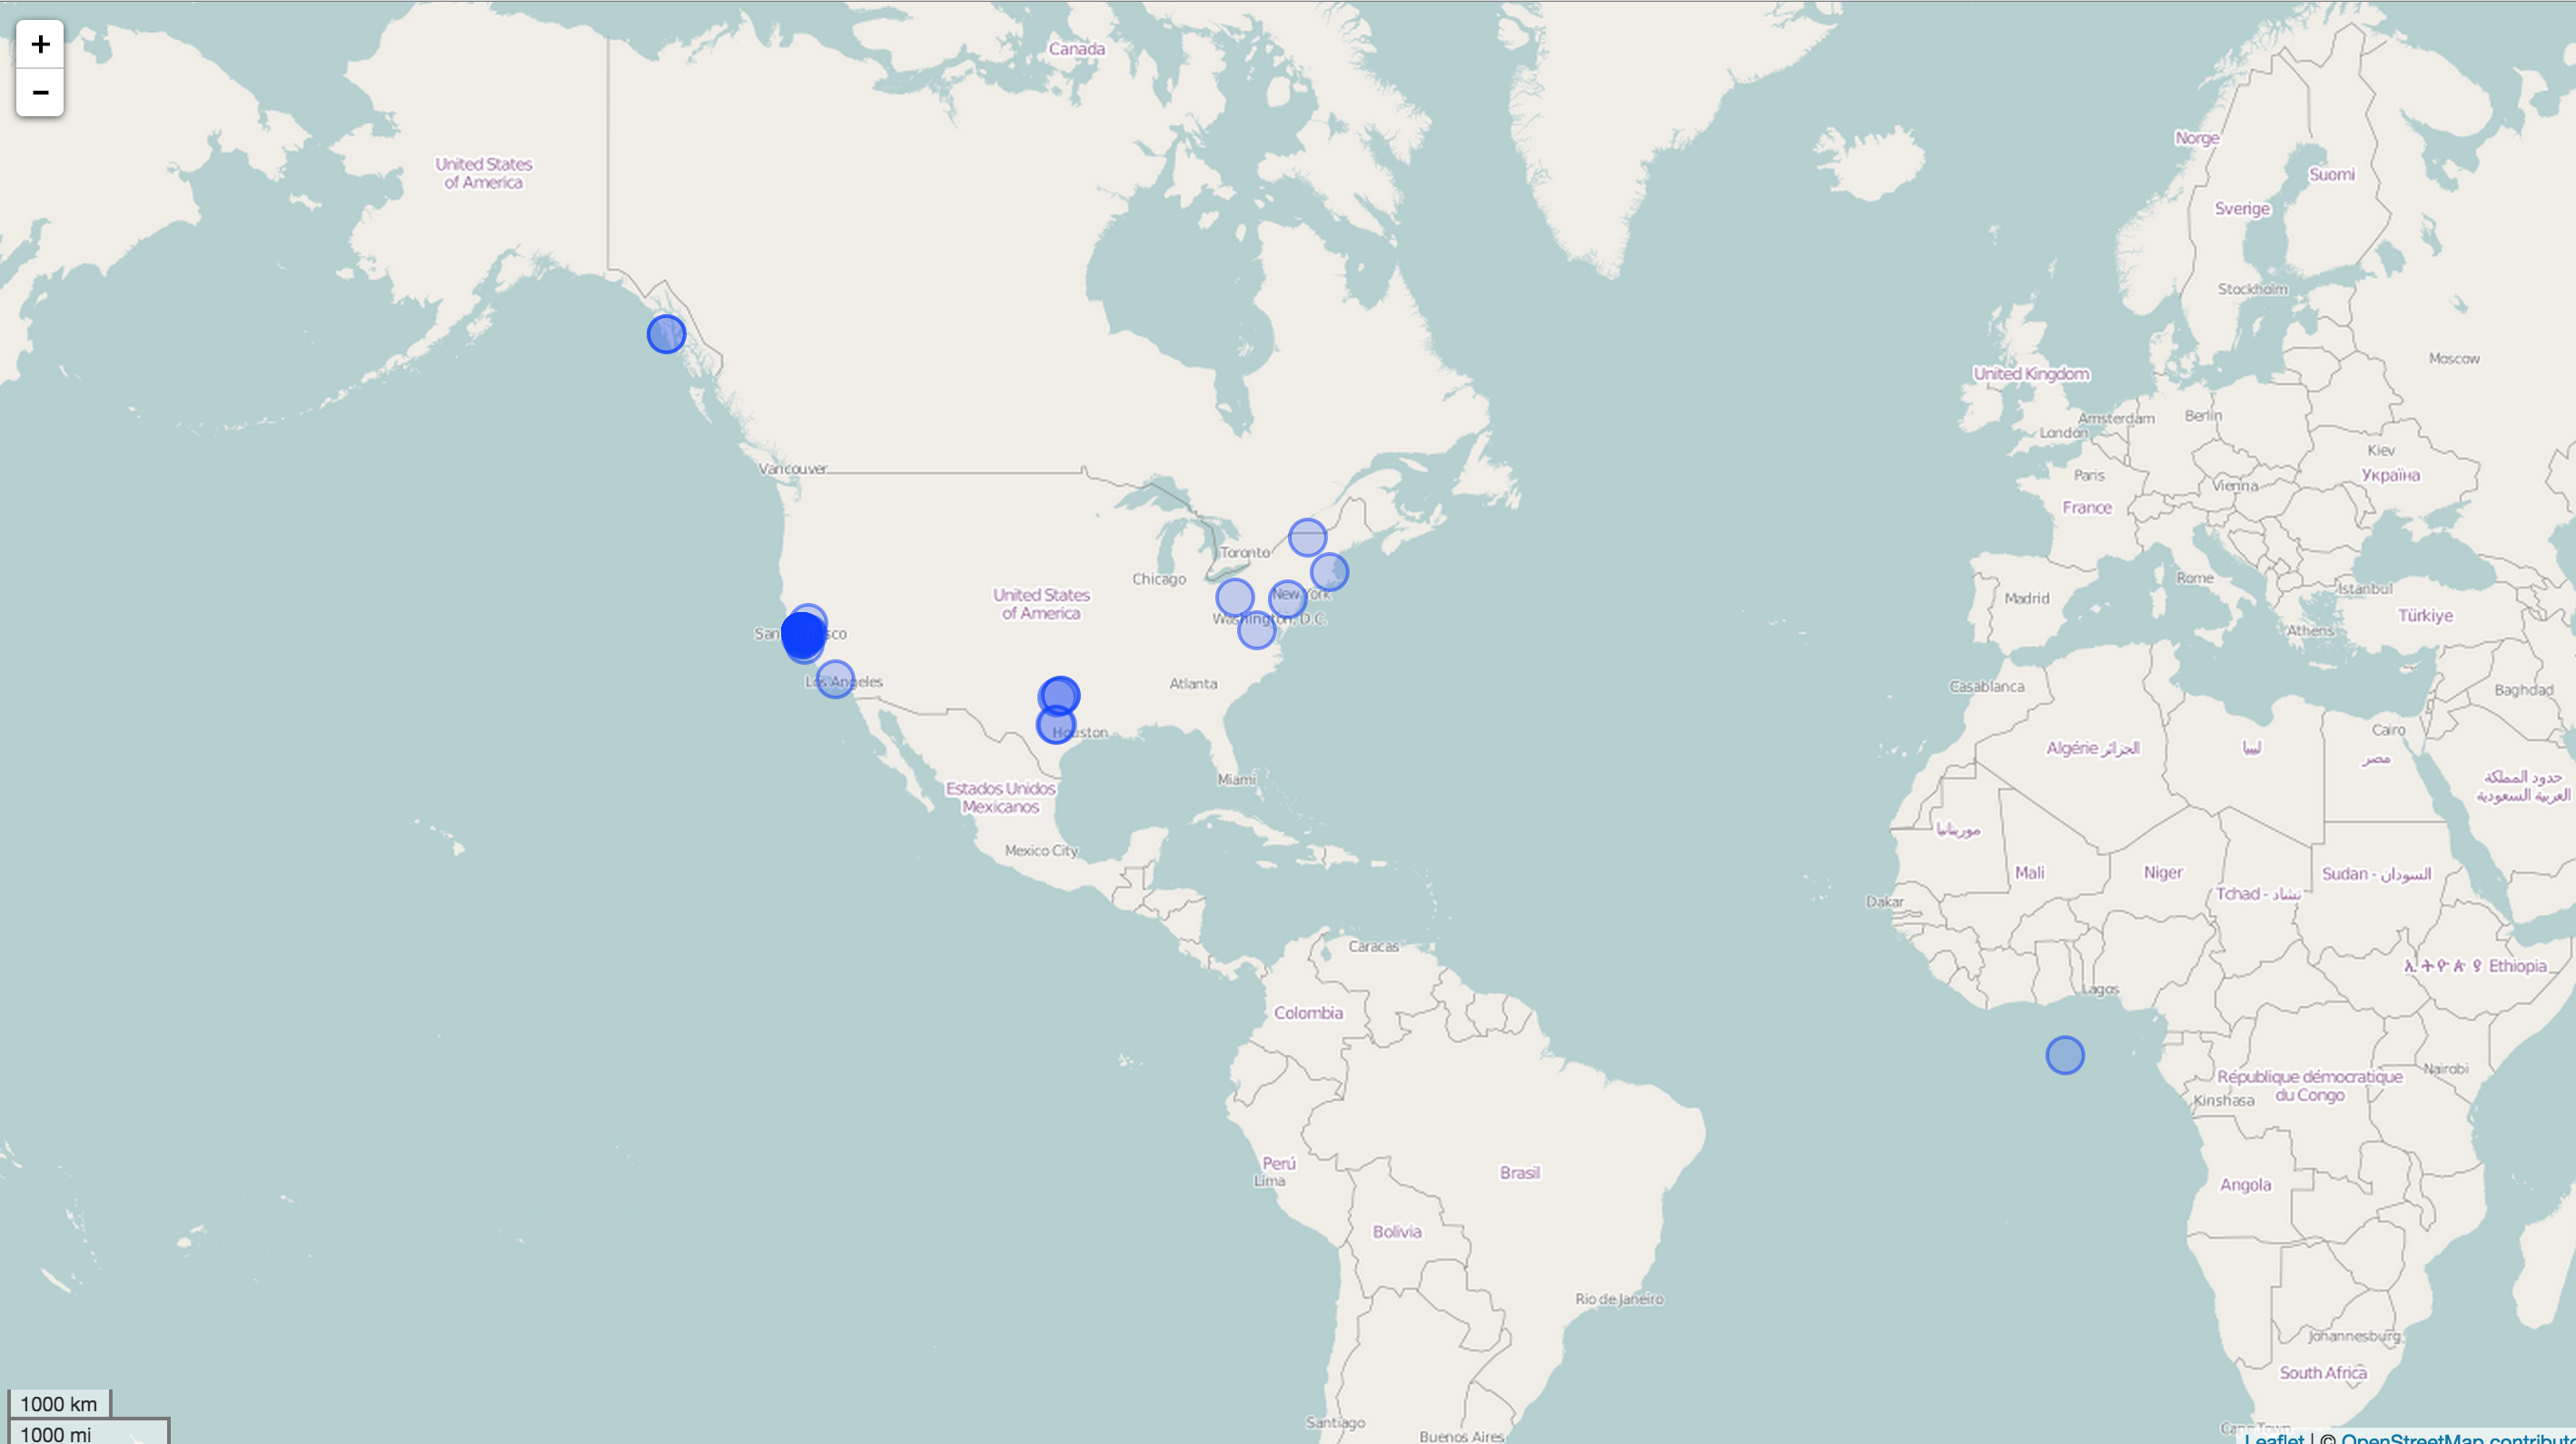 +
−
Canada
United States
of America
Norge
Suomi
Sverige
Stockholm
Moscow
United Kingdom
Amsterdam
Berlin
London
Vancouver
Kiev
Paris
Vienna
Україна
France
Toronto
Chicago
Rome
Istanbul
United States
of America
New York
Madrid
Türkiye
Washington, D.C.
Athens
San
sco
Los Angeles
Atlanta
Casablanca
Baghdad
Houston
Cairo
Algérie الجزائر
ليبيا
مصر
Miami
حدود المملكة
العربية السعودية
Estados Unidos
Mexicanos
موريتانيا
Mexico City
Mali
Niger
Sudan - السودان
Tchad - تشاد
Dakar
Caracas
ኢትዮጵያ Ethiopia
Lagos
Colombia
Nairobi
République démocratique
du Congo
Kinshasa
Perú
Lima
Brasil
Angola
Bolivia
Rio de Janeiro
Johannesburg
South Africa
1000 km
Santiago
Buenos Aires
Cape Town
1000 mi
Leaflet | © OpenStreetMap contribut